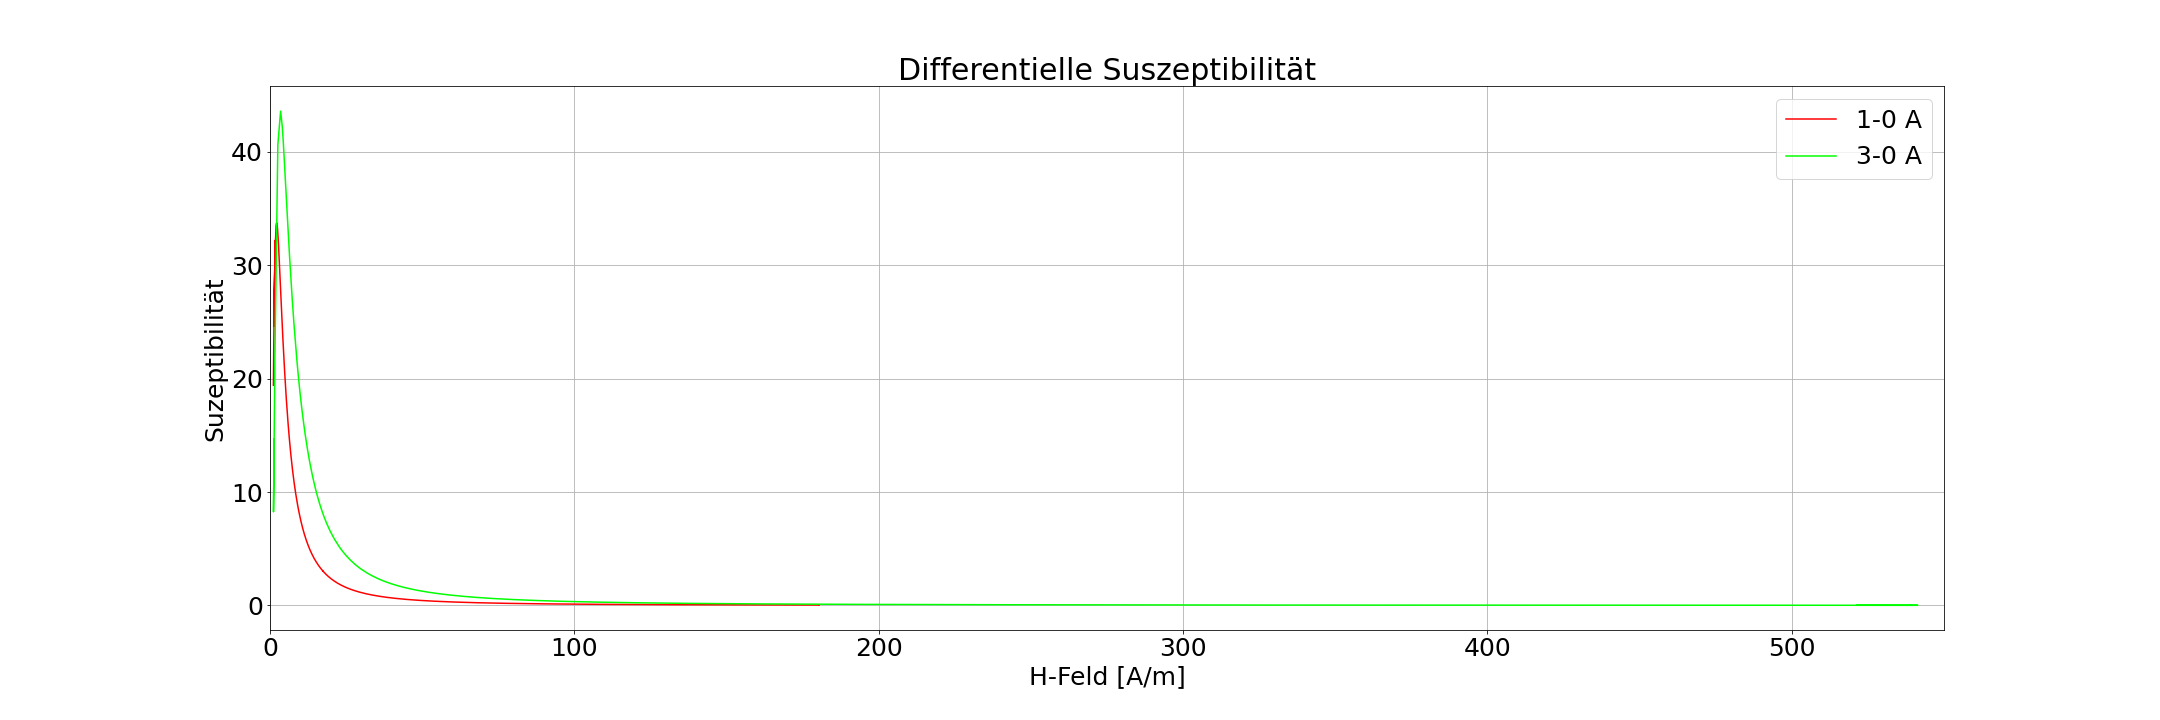 Differentielle Suszeptibilität
1-0 A
3-0 A
Suzeptibilität
40
30
20
10
0
0 100 200 300 400 500
H-Feld [A/m]